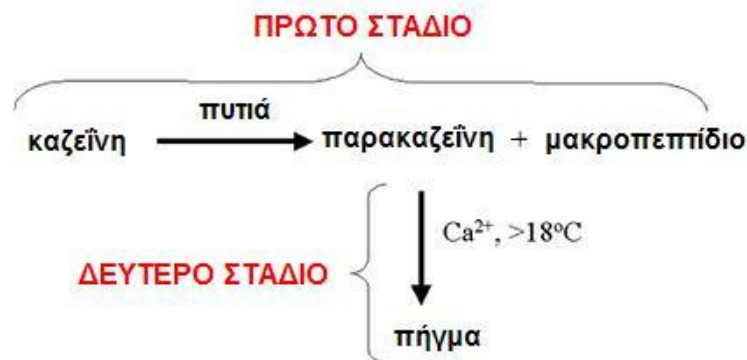 ΠΡΩΤΟ ΣΤΑΔΙΟ
πυτιά
καζεΐνη παρακαζεΐνη + μακροπεπτίδιο
Ca²⁺, >18°C
ΔΕΥΤΕΡΟ ΣΤΑΔΙΟ
πήγμα